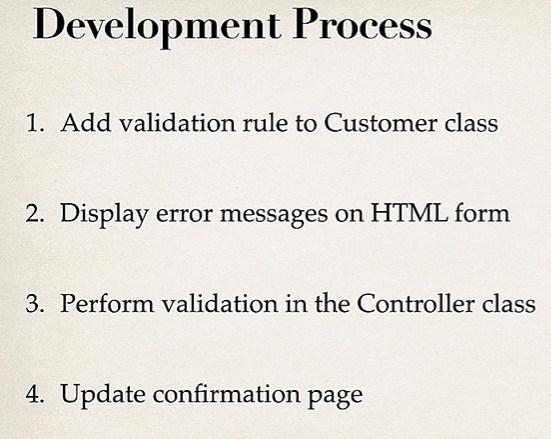 Development Process
1. Add validation rule to Customer class
2. Display error messages on HTML form
3. Perform validation in the Controller class
4. Update confirmation page